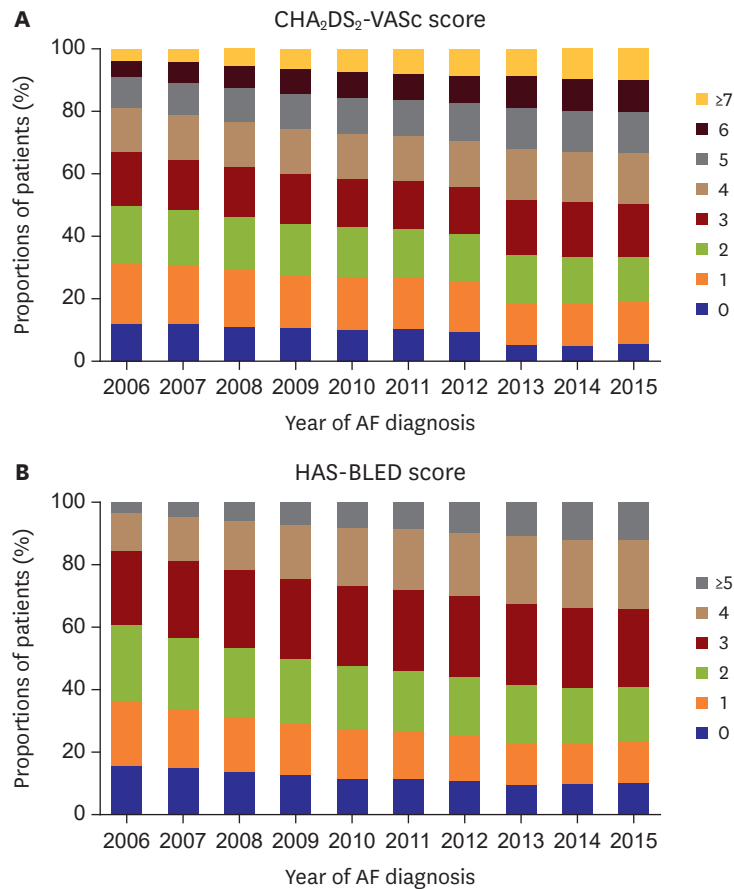 A
CHA₂DS₂-VASc score
Proportions of patients (%)
100
80
60
40
20
0
2006 2007 2008 2009 2010 2011 2012 2013 2014 2015
Year of AF diagnosis
≥7
6
5
4
3
2
1
0
B
HAS-BLED score
Proportions of patients (%)
100
80
60
40
20
0
2006 2007 2008 2009 2010 2011 2012 2013 2014 2015
Year of AF diagnosis
≥5
4
3
2
1
0